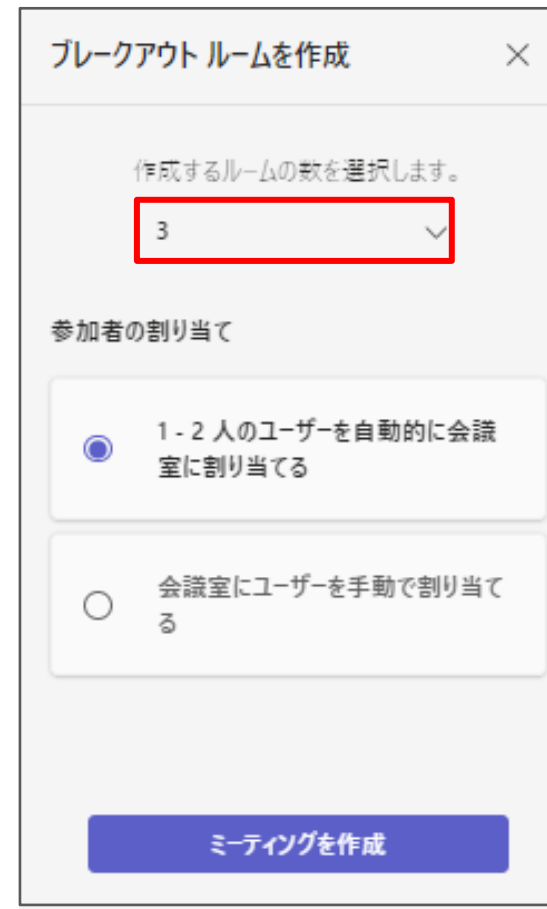 ブレークアウト ルームを作成
作成するルームの数を選択します。
3
参加者の割り当て
1 - 2 人のユーザーを自動的に会議
室に割り当てる
会議室にユーザーを手動で割り当て
る
ミーティングを作成